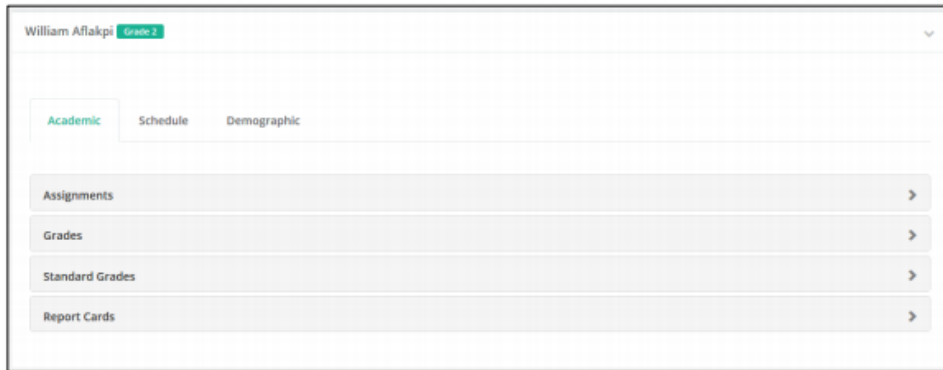 William Aflakpi Grade 2
Academic Schedule Demographic
Assignments
Grades
Standard Grades
Report Cards